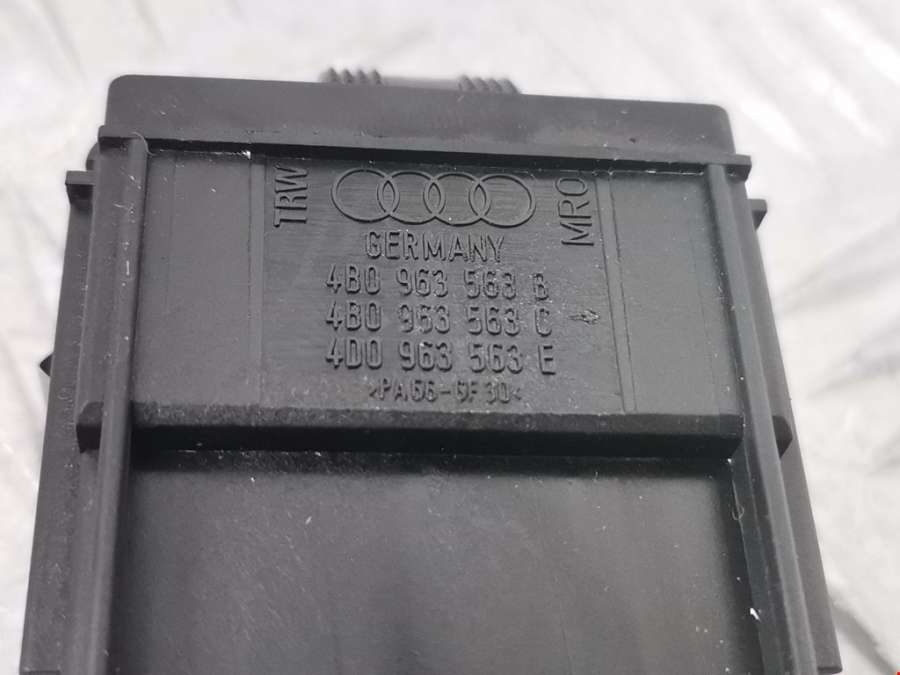 TRW
MRO
GERMANY
4B0 963 563 B
4B0 963 563 C
4D0 963 563 E
>PA66-GF30<